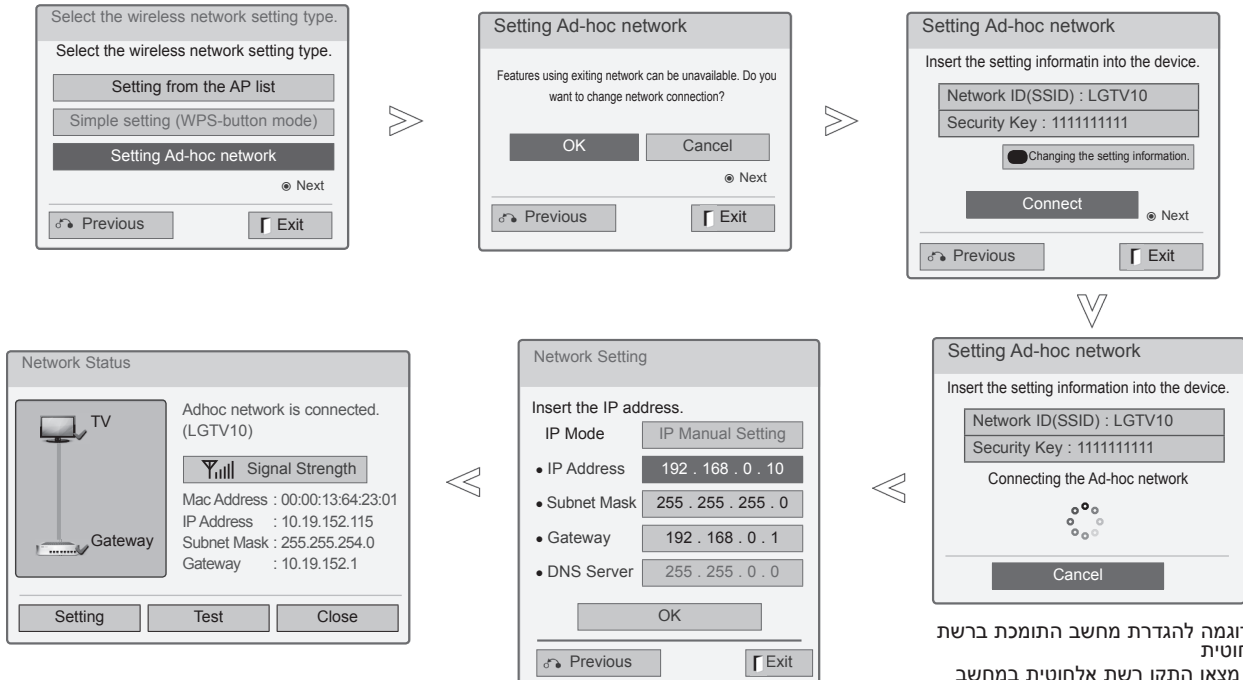 Select the wireless network setting type.
Select the wireless network setting type.
Setting from the AP list
Simple setting (WPS-button mode)
Setting Ad-hoc network
Next
Previous
Exit
Setting Ad-hoc network
Features using exiting network can be unavailable. Do you
want to change network connection?
OK Cancel
Next
Previous
Exit
Setting Ad-hoc network
Insert the setting informatin into the device.
Network ID(SSID) : LGTV10
Security Key : 1111111111
Changing the setting information.
Connect
Next
Previous
Exit
Setting Ad-hoc network
Insert the setting information into the device.
Network ID(SSID) : LGTV10
Security Key : 1111111111
Connecting the Ad-hoc network
Cancel
Network Setting
Insert the IP address.
IP Mode IP Manual Setting
• IP Address 192 . 168 . 0 . 10
• Subnet Mask 255 . 255 . 255 . 0
• Gateway 192 . 168 . 0 . 1
• DNS Server 255 . 255 . 0 . 0
OK
Previous
Exit
Network Status
TV
Gateway
Adhoc network is connected.
(LGTV10)
Signal Strength
Mac Address : 00:00:13:64:23:01
IP Address : 10.19.152.115
Subnet Mask : 255.255.254.0
Gateway : 10.19.152.1
Setting Test Close
להגדרת מחשב התומכת ברשת
מצאו התקן רשת אלחוטית במחשב